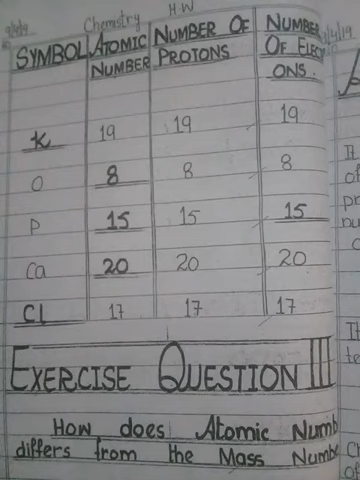 Chemistry H.W
SYMBOL ATOMIC NUMBER NUMBER OF PROTONS NUMBER OF ELECTRONS.
K 19 19 19
O 8 8 8
P 15 15 15
Ca 20 20 20
Cl 17 17 17
EXERCISE QUESTION III
How does Atomic Numb
differs from the Mass Numbe